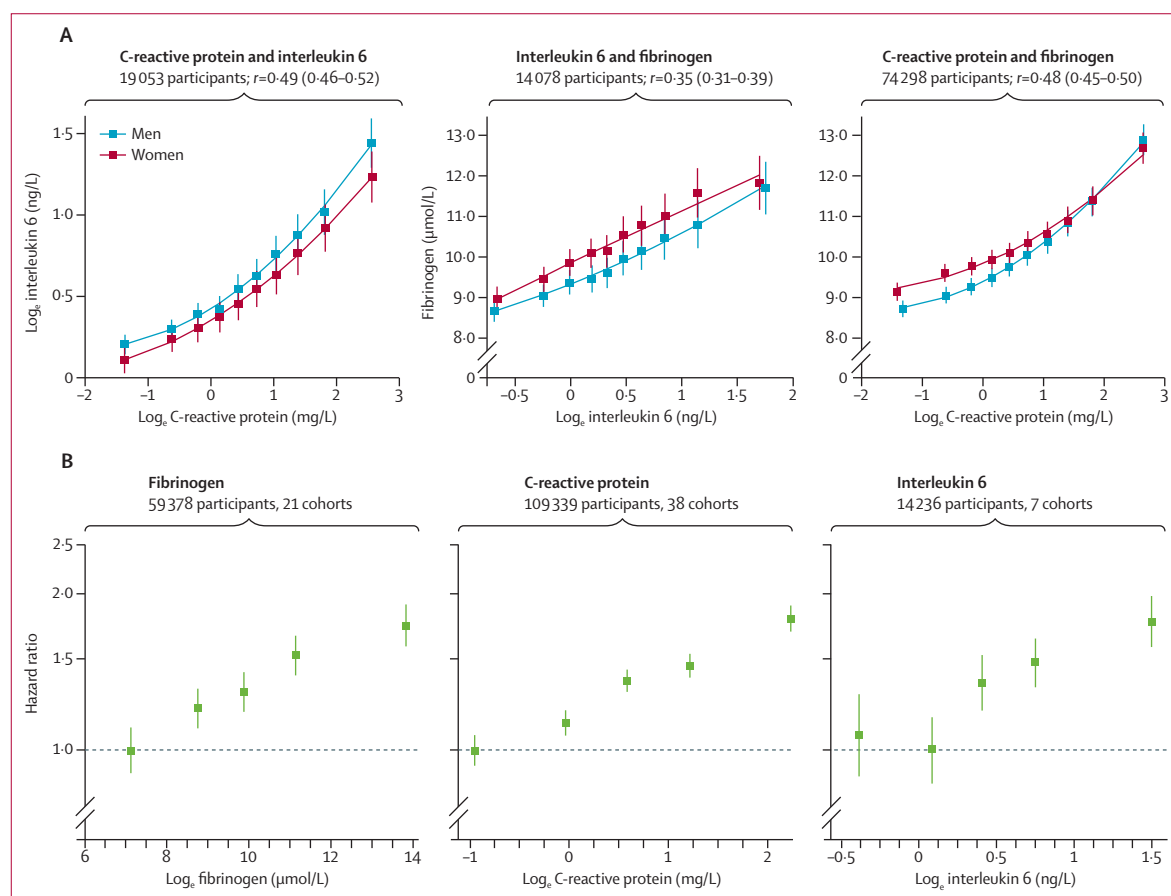 A
C-reactive protein and interleukin 6
19 053 participants; r=0·49 (0·46–0·52)
Interleukin 6 and fibrinogen
14 078 participants; r=0·35 (0·31–0·39)
C-reactive protein and fibrinogen
74 298 participants; r=0·48 (0·45–0·50)
Men
Women
Logₑ interleukin 6 (ng/L)
1·5
1·0
0·5
0
–2
–1
0
1
2
3
Logₑ C-reactive protein (mg/L)
Fibrinogen (μmol/L)
13·0
12·0
11·0
10·0
9·0
8·0
0
–0·5
0
0·5
1·0
1·5
2
Logₑ interleukin 6 (ng/L)
13·0
12·0
11·0
10·0
9·0
8·0
0
–2
–1
0
1
2
3
Logₑ C-reactive protein (mg/L)
B
Fibrinogen
59 378 participants, 21 cohorts
C-reactive protein
109 339 participants, 38 cohorts
Interleukin 6
14 236 participants, 7 cohorts
Hazard ratio
2·5
2·0
1·5
1·0
0
6
8
10
12
14
Logₑ fibrinogen (μmol/L)
–1
0
1
2
Logₑ C-reactive protein (mg/L)
–0·5
0
0·5
1·0
1·5
Logₑ interleukin 6 (ng/L)